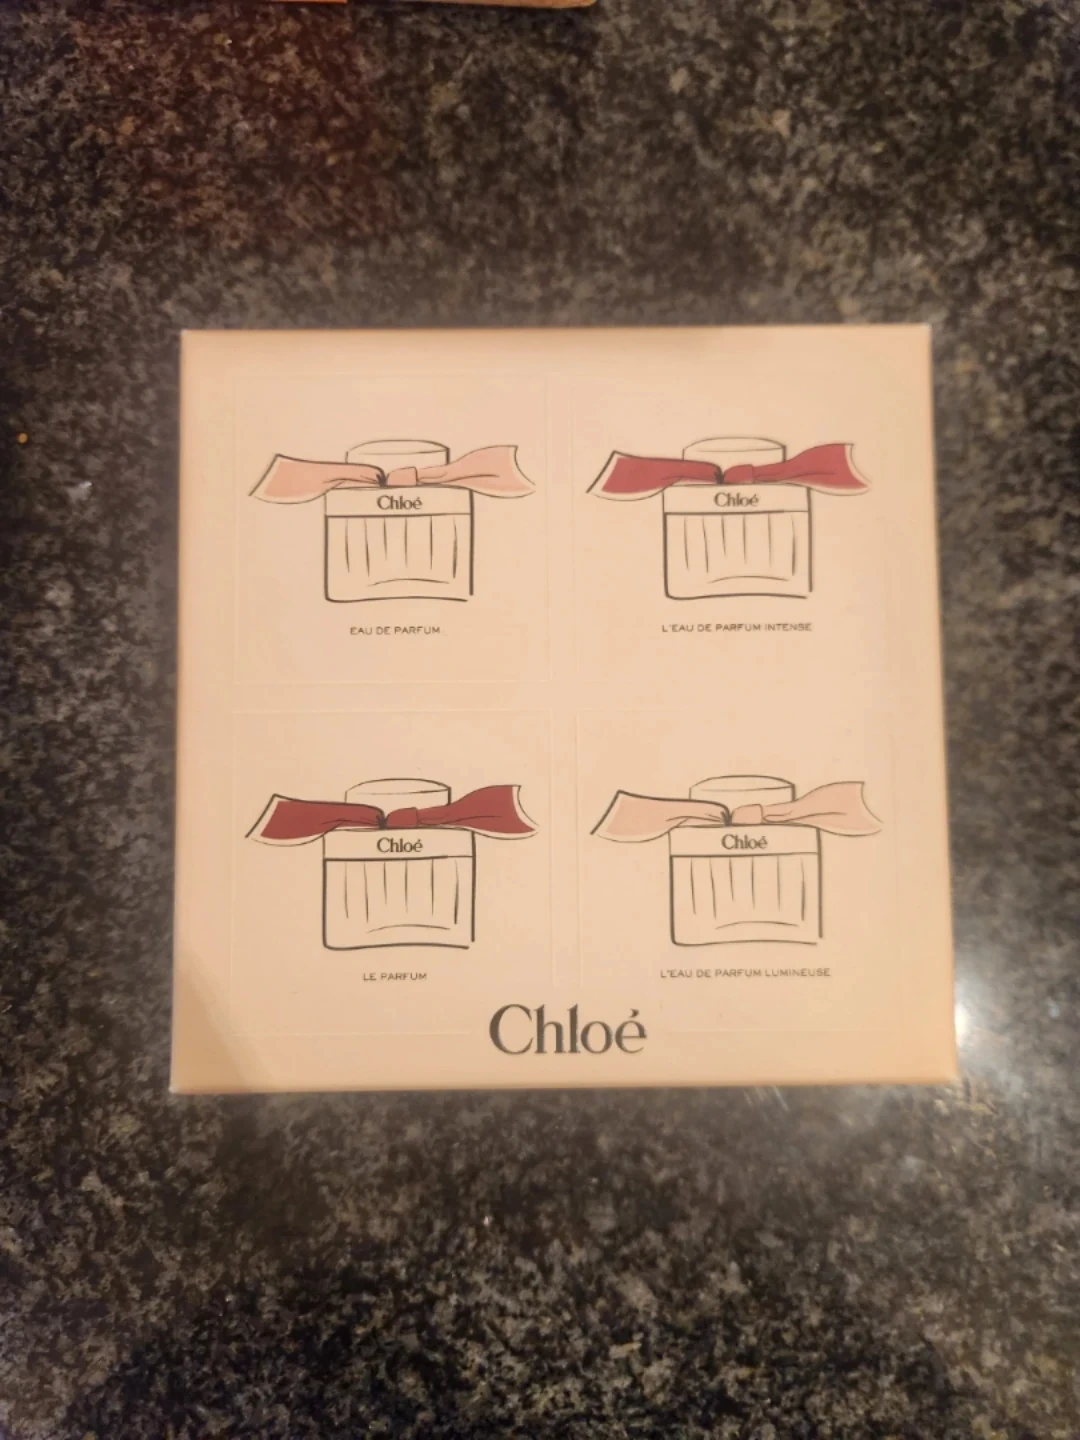 Chloé
EAU DE PARFUM
Chloé
L'EAU DE PARFUM INTENSE
Chloé
LE PARFUM
Chloé
L'EAU DE PARFUM LUMINEUSE
Chloé